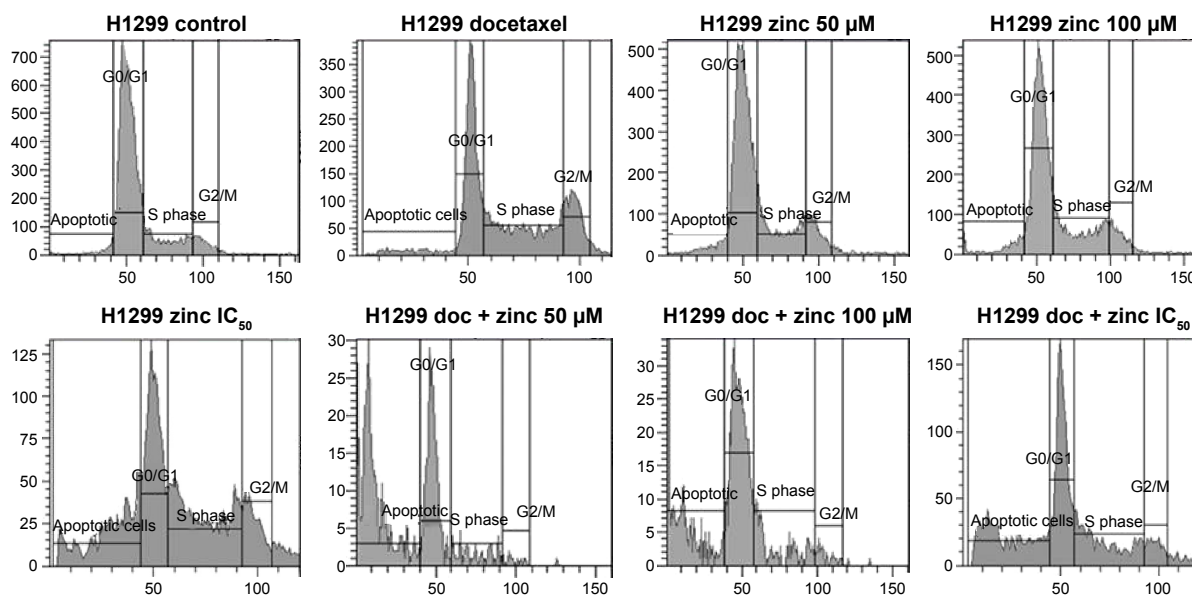 H1299 control
700
600
500
400
300
200
100
0
G0/G1
G2/M
Apoptotic
S phase
50
100
150
H1299 docetaxel
350
300
250
200
150
100
50
0
G0/G1
G2/M
Apoptotic cells
S phase
50
100
H1299 zinc 50 µM
500
400
300
200
100
0
G0/G1
G2/M
Apoptotic
S phase
50
100
150
H1299 zinc 100 µM
500
400
300
200
100
0
G0/G1
G2/M
Apoptotic
S phase
50
100
150
H1299 zinc IC50
125
100
75
50
25
0
G0/G1
G2/M
Apoptotic cells
S phase
50
100
H1299 doc + zinc 50 µM
30
25
20
15
10
5
0
G0/G1
Apoptotic
S phase
G2/M
50
100
150
H1299 doc + zinc 100 µM
30
25
20
15
10
5
0
G0/G1
Apoptotic
S phase
G2/M
50
100
150
H1299 doc + zinc IC50
150
100
50
0
G0/G1
G2/M
Apoptotic cells
S phase
50
100